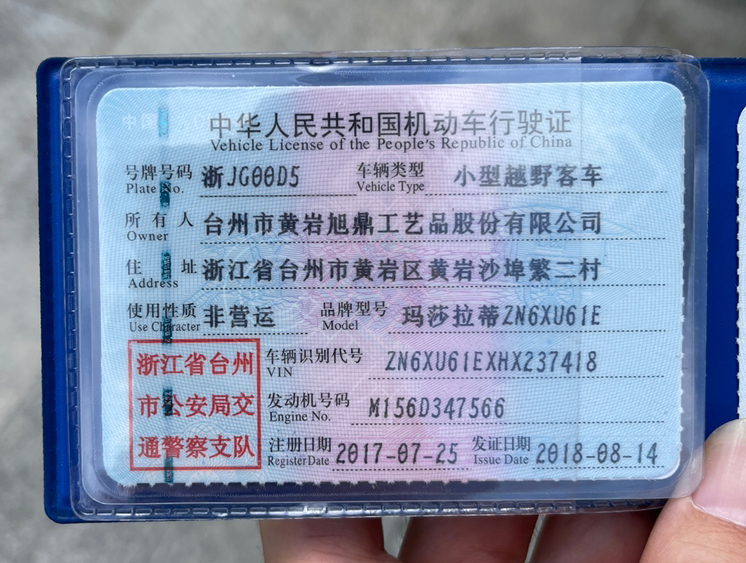 中华人民共和国机动车行驶证
Vehicle License of the People's Republic of China
号牌号码 浙JG00D5 车辆类型 小型越野客车
Plate No. Vehicle Type
所有人 台州市黄岩旭鼎工艺品股份有限公司
Owner
住址 浙江省台州市黄岩区黄岩沙埠繁二村
Address
使用性质 非营运 品牌型号 玛莎拉蒂ZN6XU61E
Use Character Model
浙江省台州 车辆识别代号 ZN6XU61EXHX237418
VIN
市公安局交 发动机号码 M156D347566
Engine No.
通警察支队 注册日期 2017-07-25 发证日期 2018-08-14
Register Date Issue Date